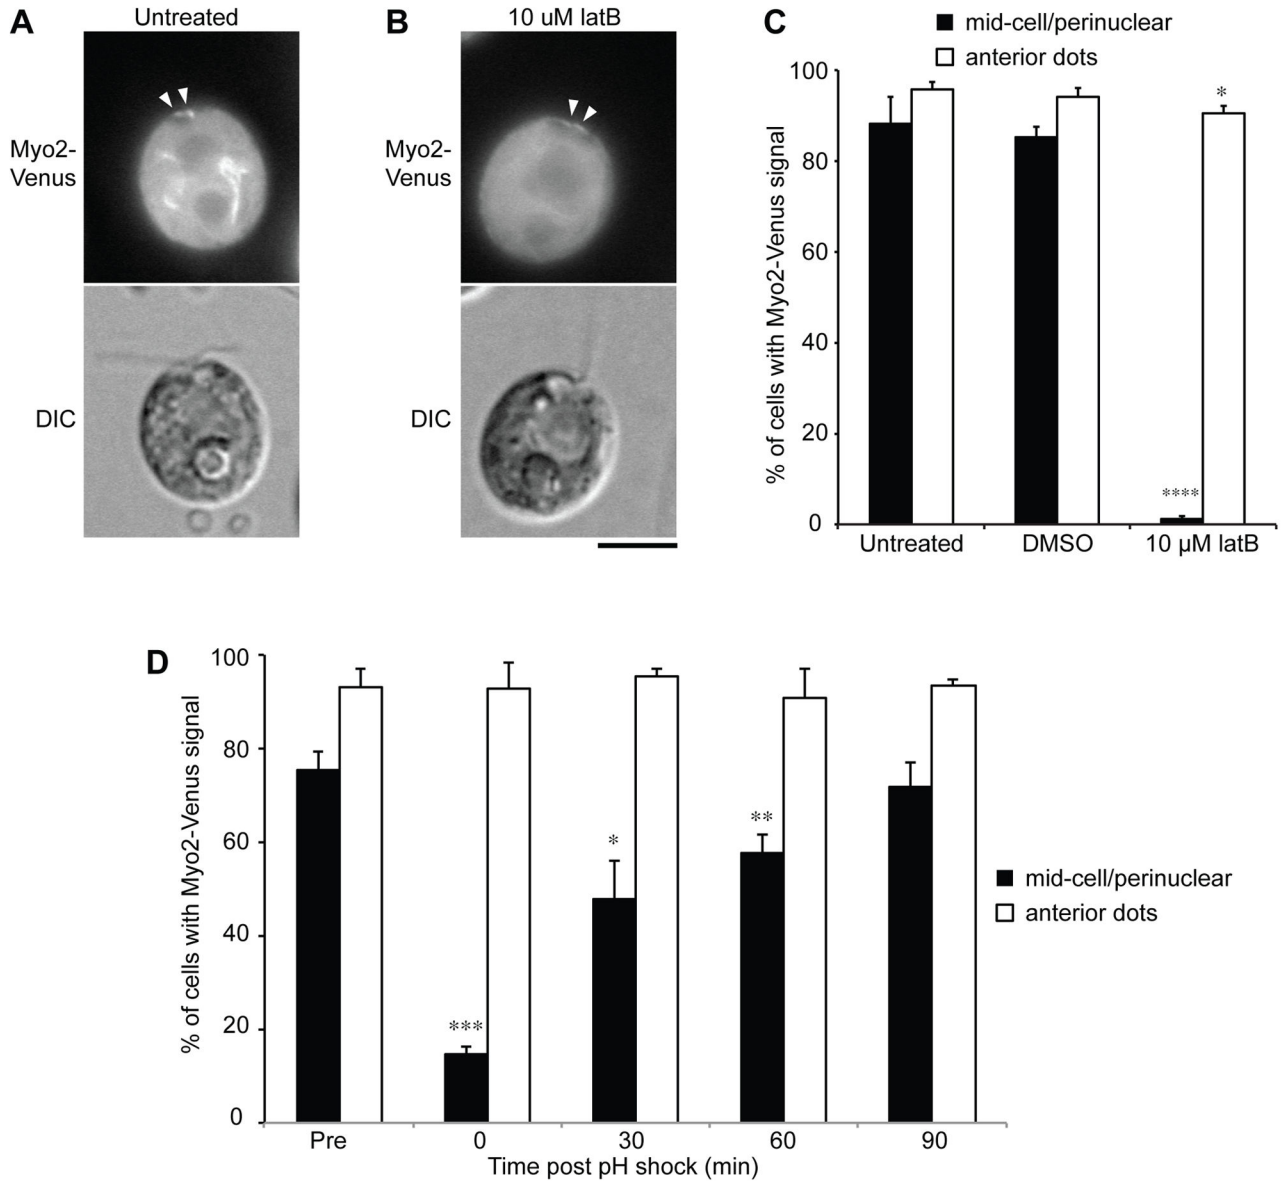 A
Untreated
Myo2-
Venus
DIC
B
10 uM latB
Myo2-
Venus
DIC
C
mid-cell/perinuclear
anterior dots
% of cells with Myo2-Venus signal
100
80
60
40
20
0
*
****
Untreated DMSO 10 µM latB
D
% of cells with Myo2-Venus signal
100
80
60
40
20
0
***
*
**
Pre 0 30 60 90
Time post pH shock (min)
mid-cell/perinuclear
anterior dots